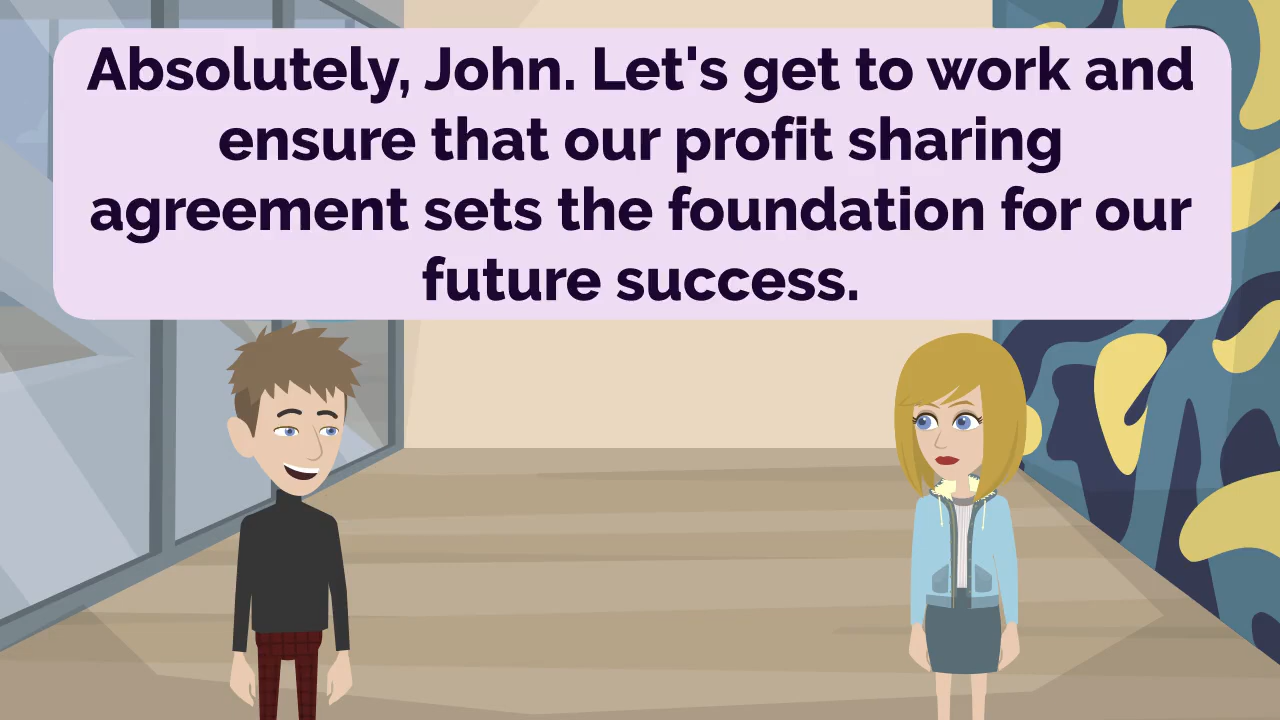 Absolutely, John. Let's get to work and
ensure that our profit sharing
agreement sets the foundation for our
future success.